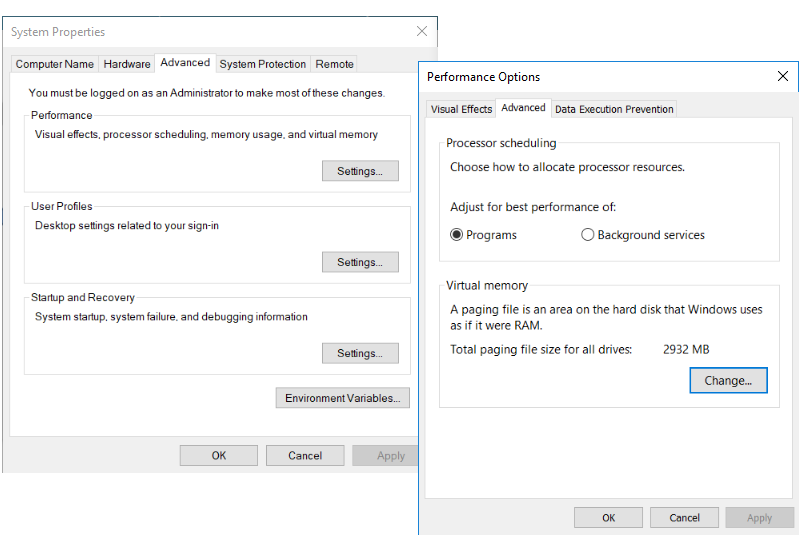 System Properties
Computer Name
Hardware
Advanced
System Protection
Remote
You must be logged on as an Administrator to make most of these changes.
Performance
Visual effects, processor scheduling, memory usage, and virtual memory
Settings...
User Profiles
Desktop settings related to your sign-in
Settings...
Startup and Recovery
System startup, system failure, and debugging information
Settings...
Environment Variables...
OK
Cancel
Apply
Performance Options
Visual Effects
Advanced
Data Execution Prevention
Processor scheduling
Choose how to allocate processor resources.
Adjust for best performance of:
Programs
Background services
Virtual memory
A paging file is an area on the hard disk that Windows uses
as if it were RAM.
Total paging file size for all drives: 2932 MB
Change...
OK
Cancel
Apply